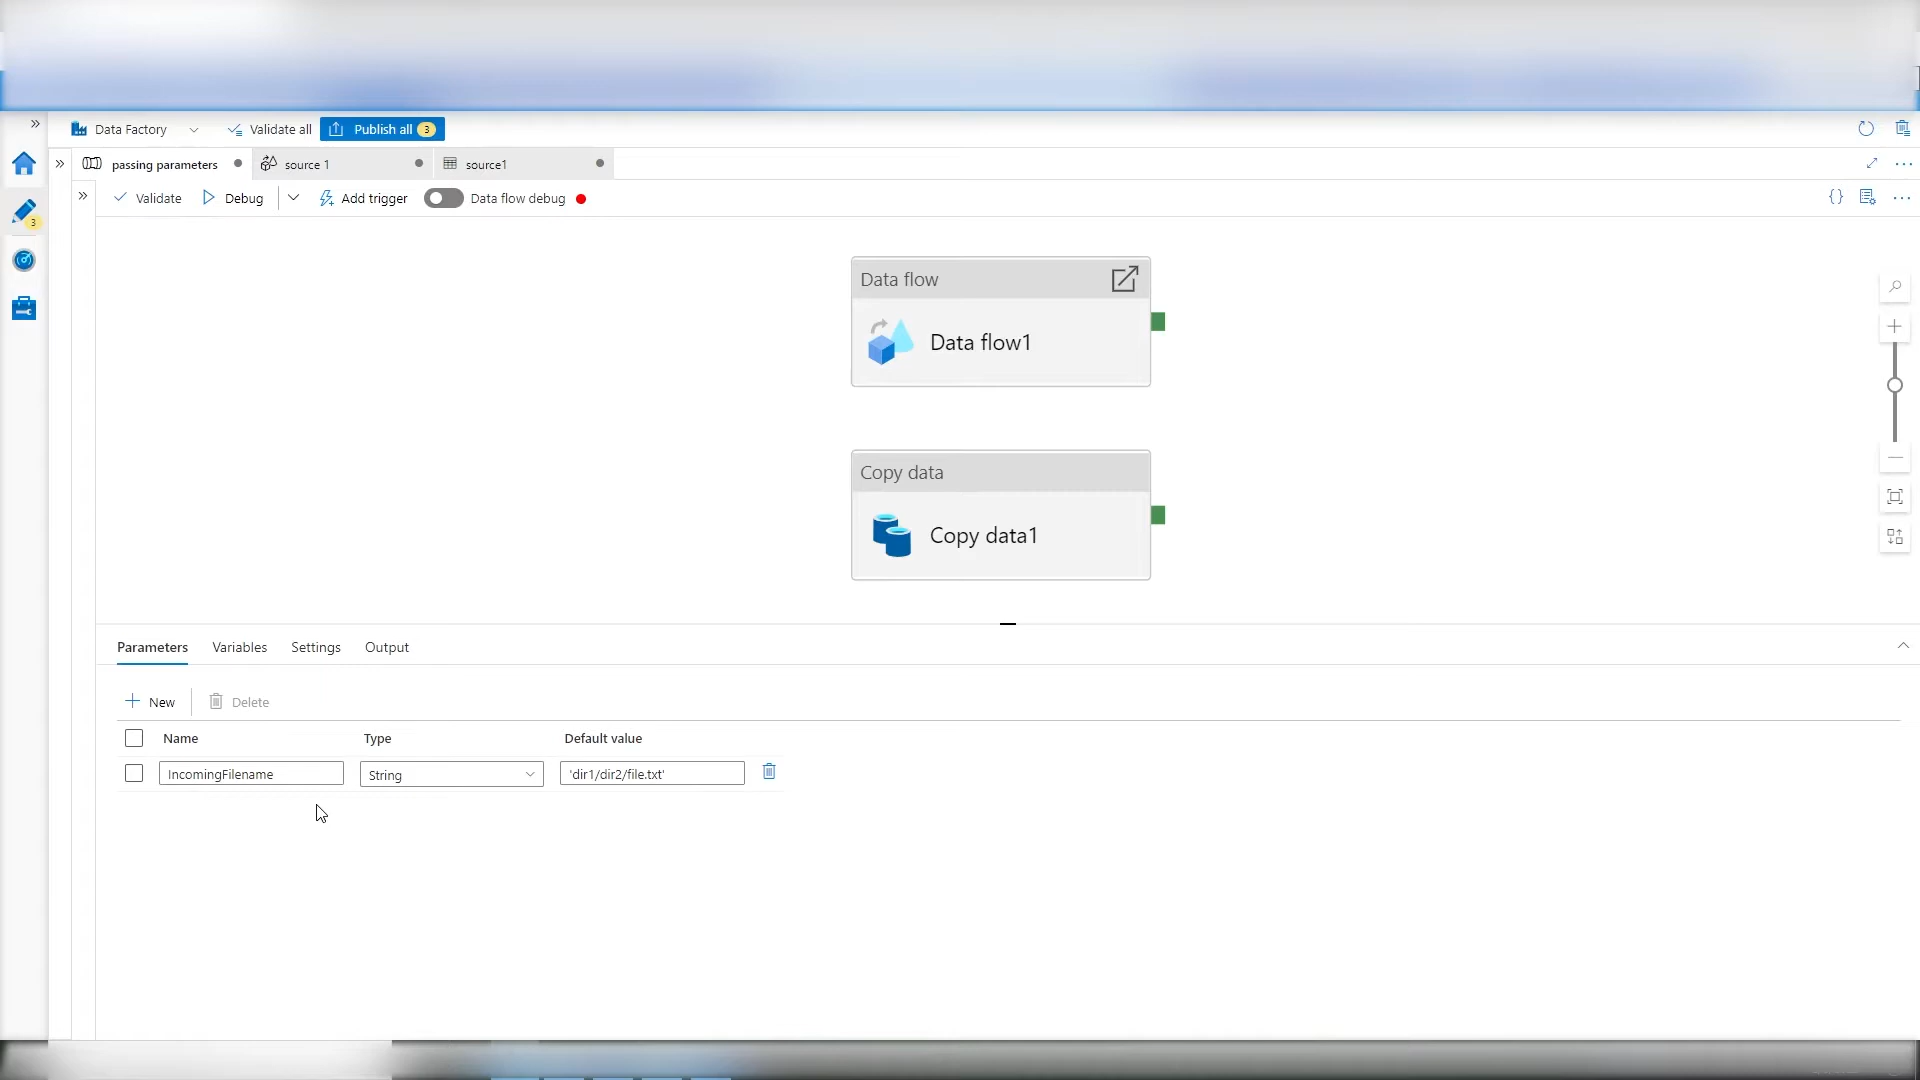 Data Factory Validate all Publish all 3
passing parameters source 1 source1
Validate Debug Add trigger Data flow debug
3
Data flow
Data flow1
Copy data
Copy data1
Parameters Variables Settings Output
New Delete
Name Type Default value
IncomingFilename String 'dir1/dir2/file.txt'